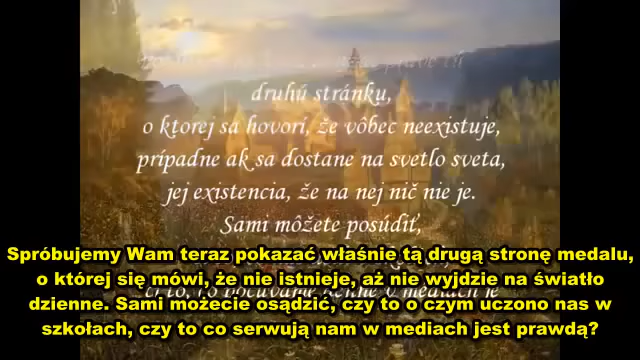 druhú stránku,
o ktorej sa hovorí, že vôbec neexistuje,
prípadne ak sa dostane na svetlo sveta,
jej existencia, že na nej nič nie je.
Sami môžete posúdiť,
Spróbujemy Wam teraz pokazać właśnie tą drugą stronę medalu,
o której się mówi, że nie istnieje, aż nie wyjdzie na światło
dzienne. Sami możecie osądzić, czy to o czym uczono nas w
szkołach, czy to co serwują nam w mediach jest prawdą?